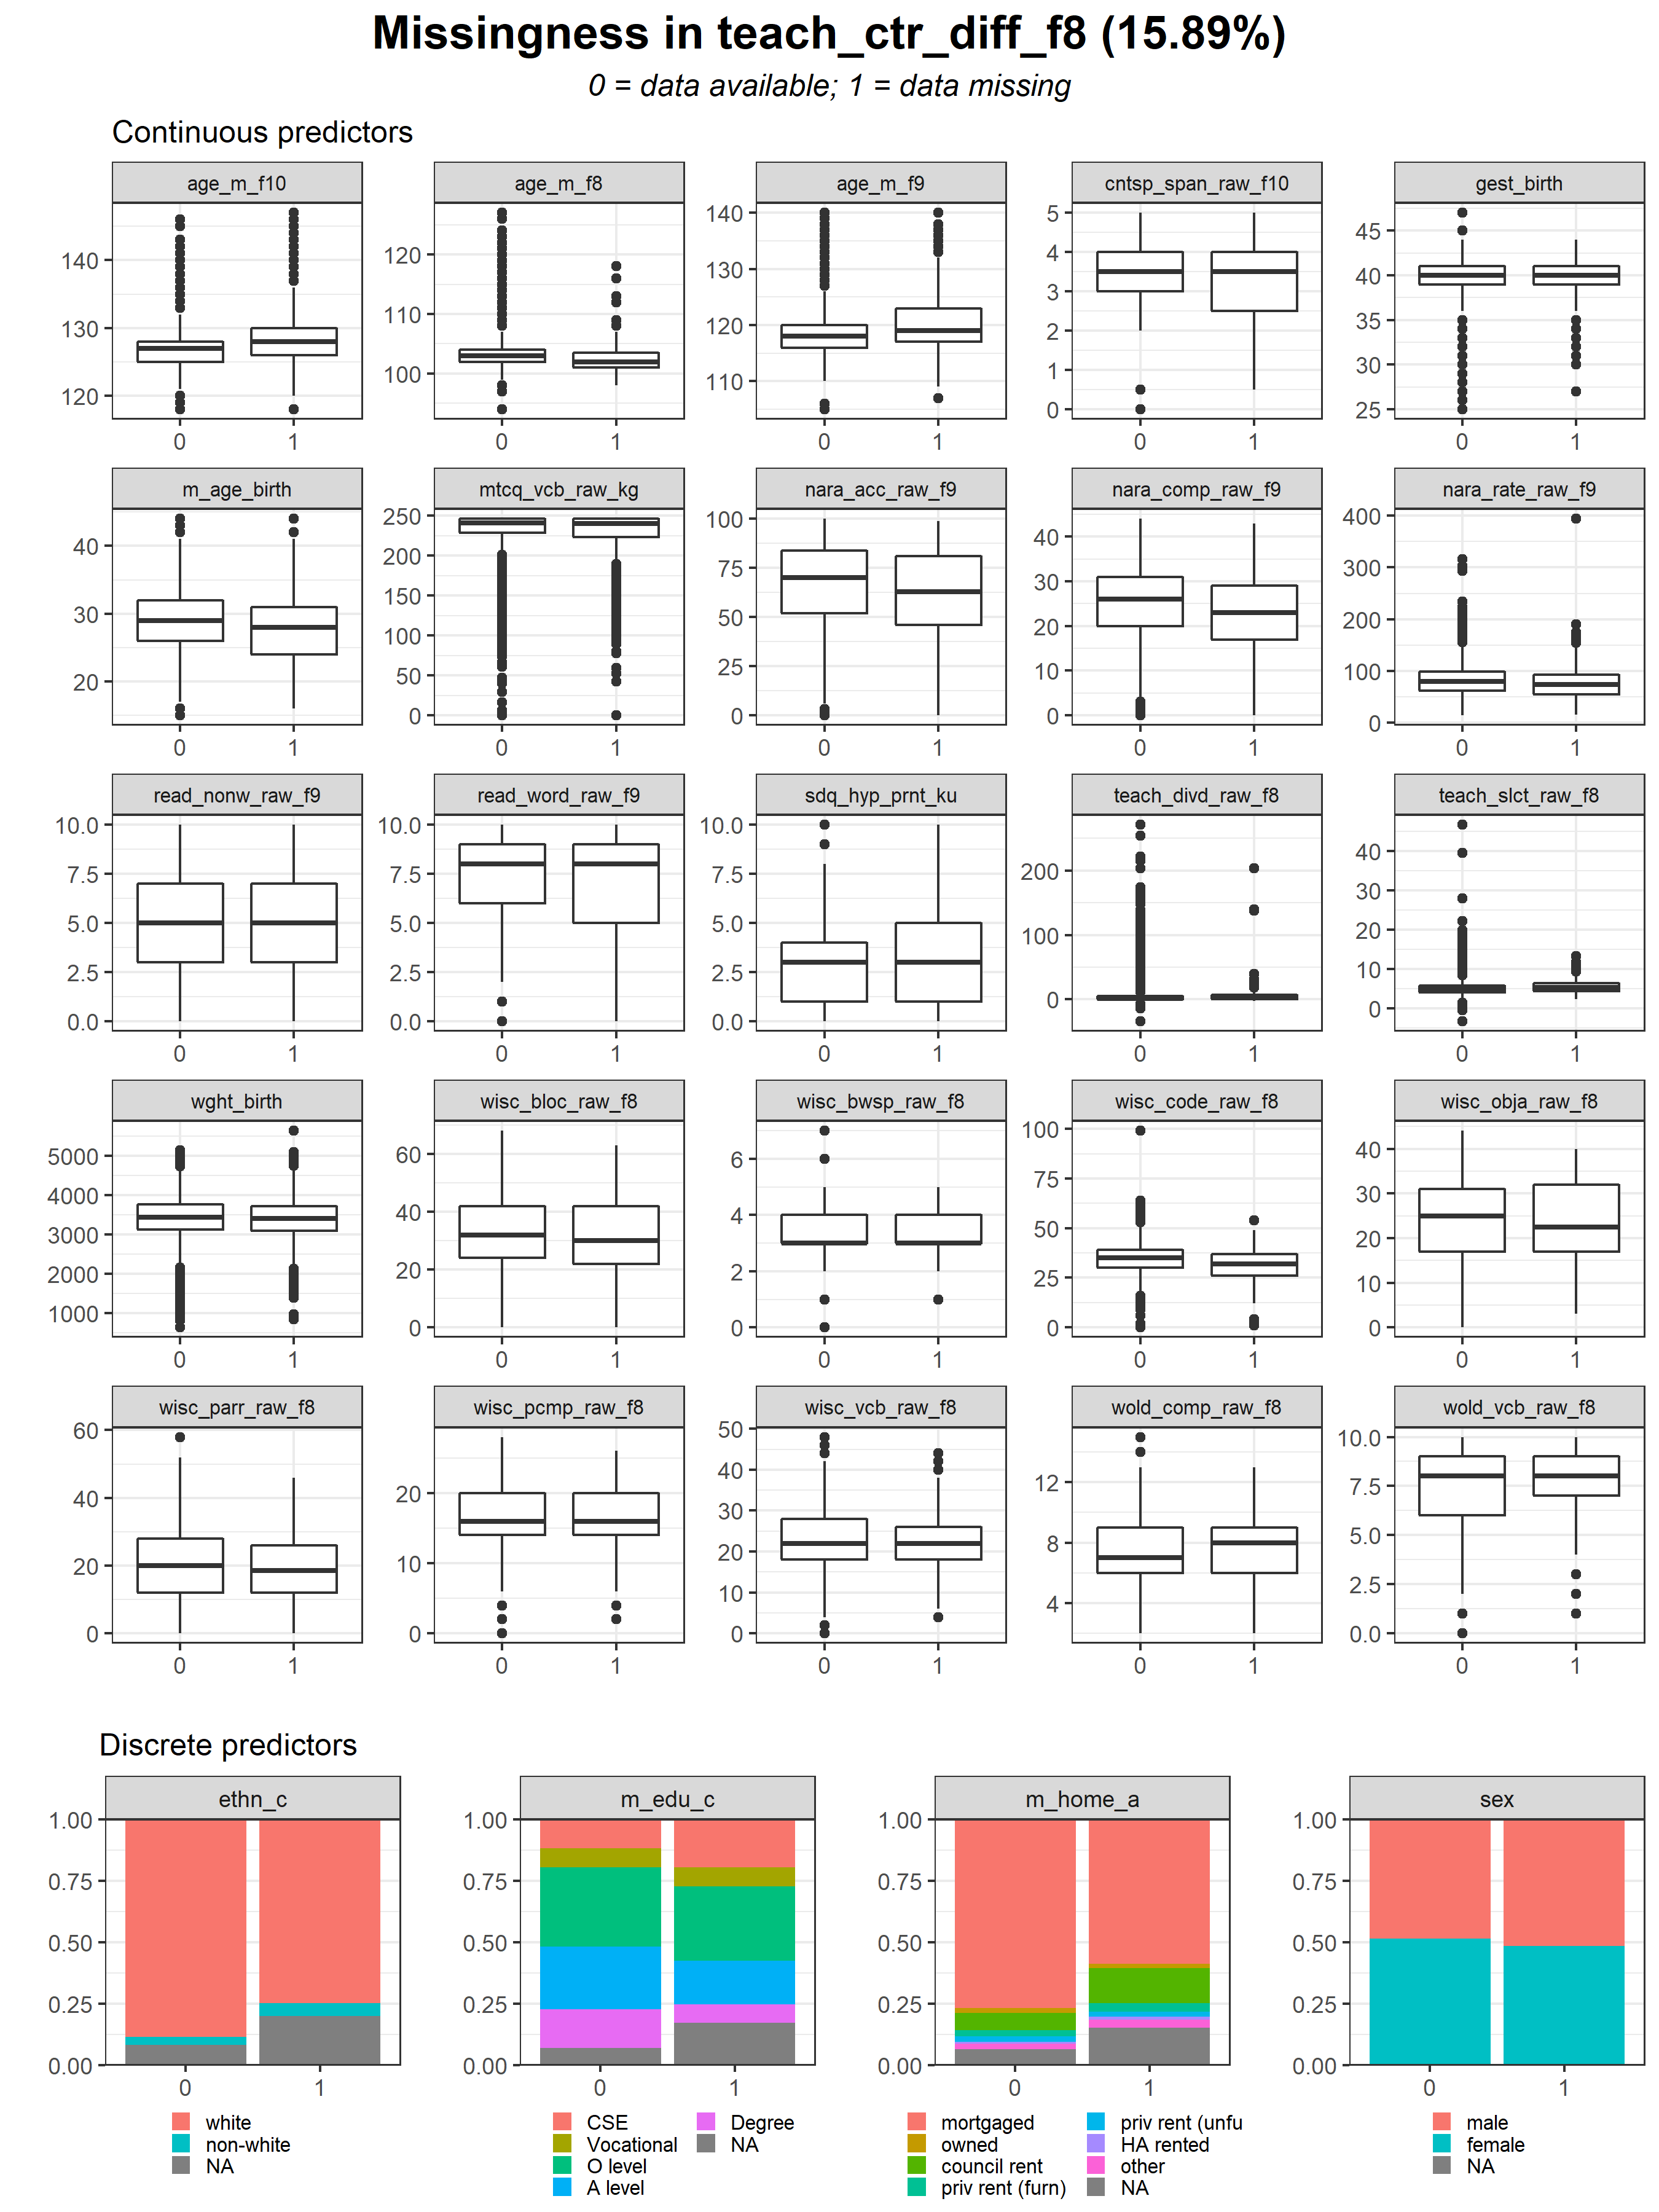 Missingness in teach_ctr_diff_f8 (15.89%)
0 = data available; 1 = data missing
Continuous predictors
age_m_f10 age_m_f8 age_m_f9 cntsp_span_raw_f10 gest_birth
140 130 120
120 110 100
140 130 120 110
5 4 3 2 1 0
45 40 35 30 25
0 1 0 1 0 1 0 1 0 1
m_age_birth mtcq_vcb_raw_kg nara_acc_raw_f9 nara_comp_raw_f9 nara_rate_raw_f9
40 30 20
250 200 150 100 50 0
100 75 50 25 0
40 30 20 10 0
400 300 200 100 0
0 1 0 1 0 1 0 1 0 1
read_nonw_raw_f9 read_word_raw_f9 sdq_hyp_prnt_ku teach_divd_raw_f8 teach_slct_raw_f8
10.0 7.5 5.0 2.5 0.0
10.0 7.5 5.0 2.5 0.0
10.0 7.5 5.0 2.5 0.0
200 100 0
40 30 20 10 0
0 1 0 1 0 1 0 1 0 1
wght_birth wisc_bloc_raw_f8 wisc_bwsp_raw_f8 wisc_code_raw_f8 wisc_obja_raw_f8
5000 4000 3000 2000 1000
60 40 20 0
6 4 2 0
100 75 50 25 0
40 30 20 10 0
0 1 0 1 0 1 0 1 0 1
wisc_parr_raw_f8 wisc_pcmp_raw_f8 wisc_vcb_raw_f8 wold_comp_raw_f8 wold_vcb_raw_f8
60 40 20 0
20 10 0
50 40 30 20 10 0
12 8 4
10.0 7.5 5.0 2.5 0.0
0 1 0 1 0 1 0 1 0 1
Discrete predictors
ethn_c m_edu_c m_home_a sex
1.00 1.00 1.00 1.00
0.75 0.75 0.75 0.75
0.50 0.50 0.50 0.50
0.25 0.25 0.25 0.25
0.00 0.00 0.00 0.00
0 1 0 1 0 1 0 1
white CSE Degree mortgaged priv rent (unfu male
non-white Vocational NA owned HA rented female
NA O level council rent other NA
A level priv rent (furn) NA